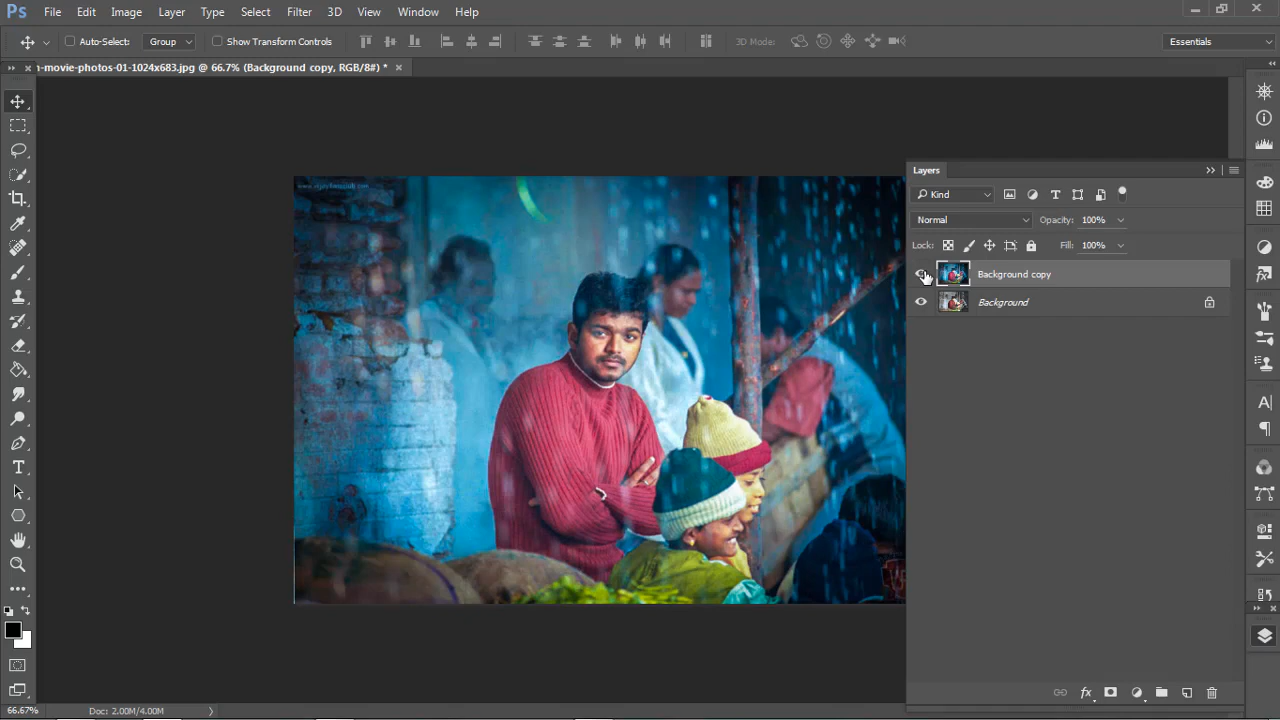 Ps File Edit Image Layer Type Select Filter 3D View Window Help
Auto-Select: Group Show Transform Controls 3D Mode: Essentials
n-movie-photos-01-1024x683.jpg @ 66.7% (Background copy, RGB/8#) *
Layers
Kind
Normal Opacity: 100%
Lock: Fill: 100%
Background copy
Background
66.67% Doc: 2.00M/4.00M